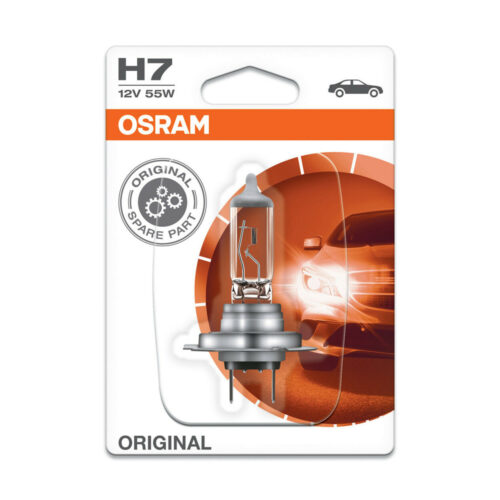 H7
12V 55W
OSRAM
ORIGINAL
SPARE PART
ORIGINAL